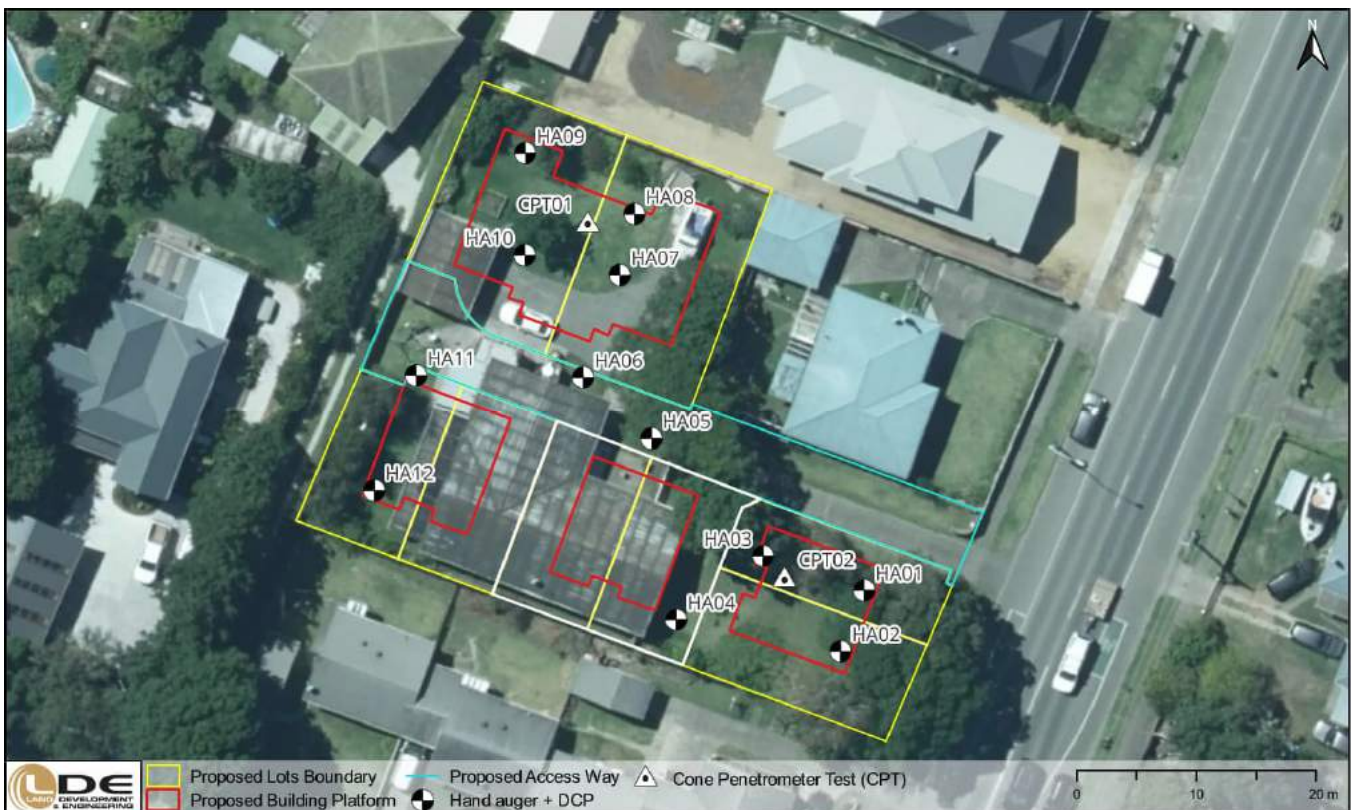 N
HA09
HA08
CPT01
HA10
HA07
HA11
HA06
HA05
HA12
HA03
CPT02
HA01
HA04
HA02
LDE
LAND DEVELOPMENT
& ENGINEERING
Proposed Lots Boundary
Proposed Access Way
Cone Penetrometer Test (CPT)
Proposed Building Platform
Hand auger + DCP
0 10 20 m